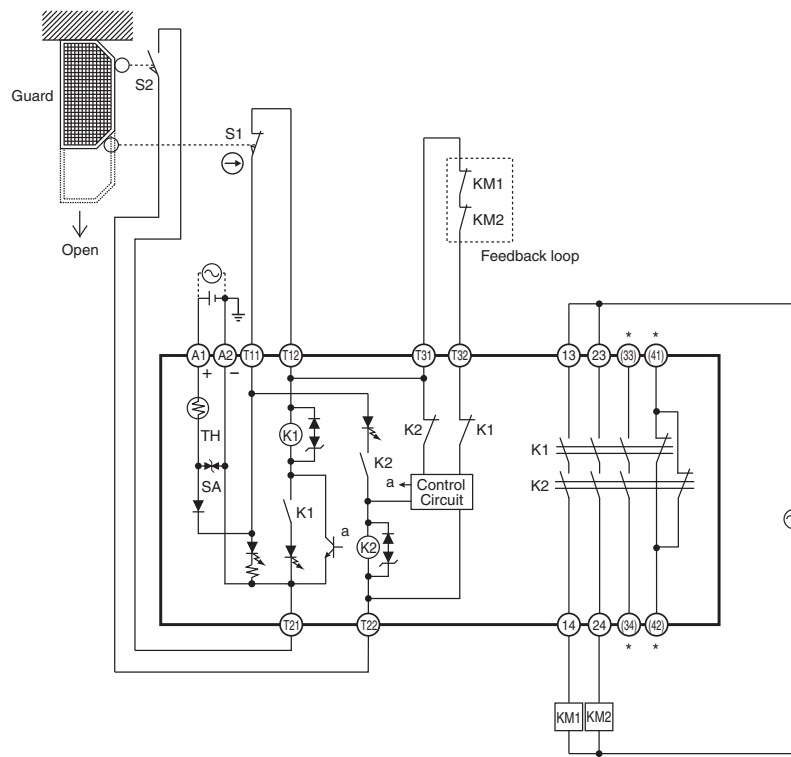 Guard
S2
S1
Open
KM1
KM2
Feedback loop
A1
A2
T11
T12
T31
T32
13
23
*
(33)
*
(41)
+
−
TH
SA
K1
K1
a
K2
K2
K2
K1
a
Control
Circuit
K1
K2
T21
T22
14
24
(34)
*
(42)
*
KM1
KM2